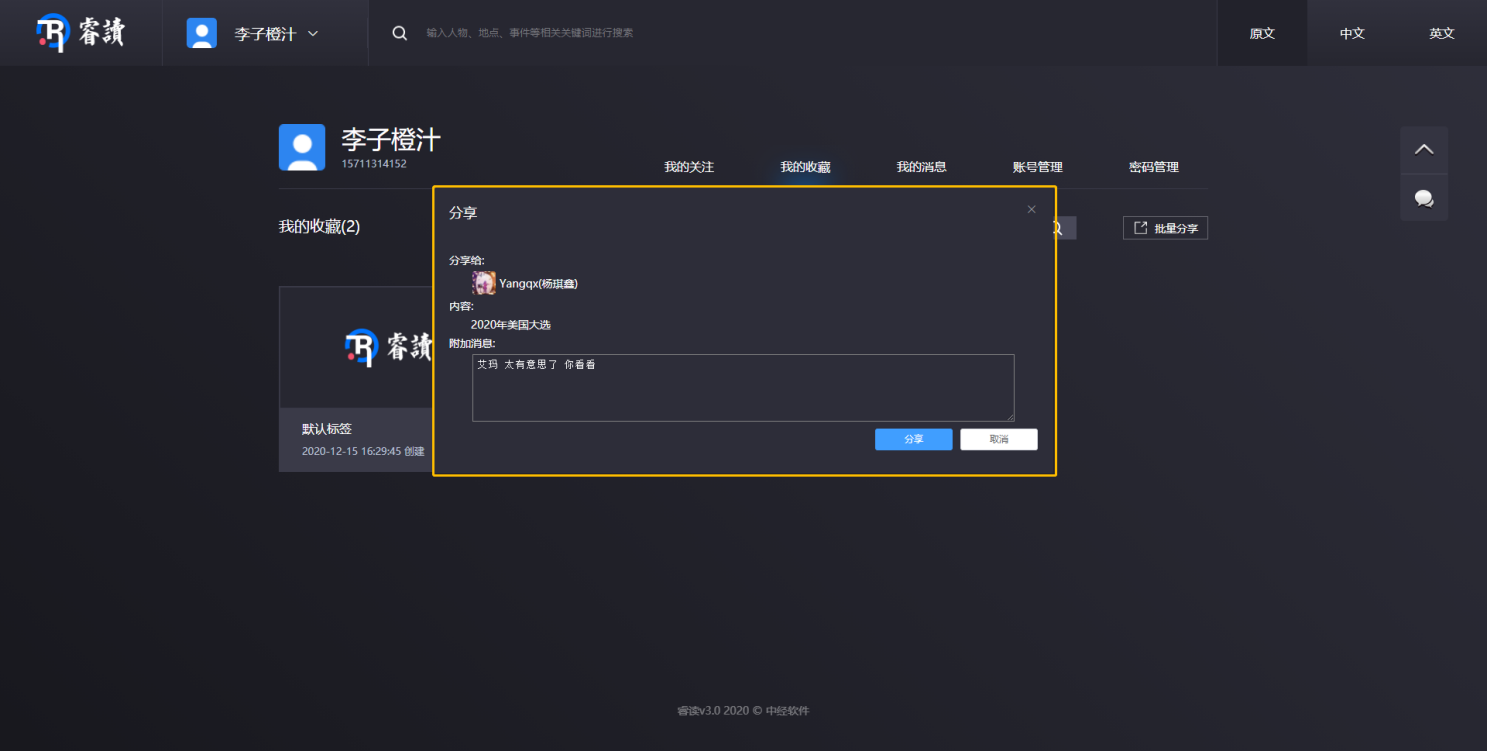 睿讀
李子橙汁
输入人物、地点、事件等相关关键词进行搜索
原文
中文
英文
李子橙汁
15711314152
我的关注
我的收藏
我的消息
账号管理
密码管理
我的收藏(2)
批量分享
分享
分享给:
Yangqx(杨琪鑫)
内容:
2020年美国大选
附加消息:
艾玛 太有意思了 你看看
分享
取消
睿讀
默认标签
2020-12-15 16:29:45 创建
睿读v3.0 2020 © 中经软件